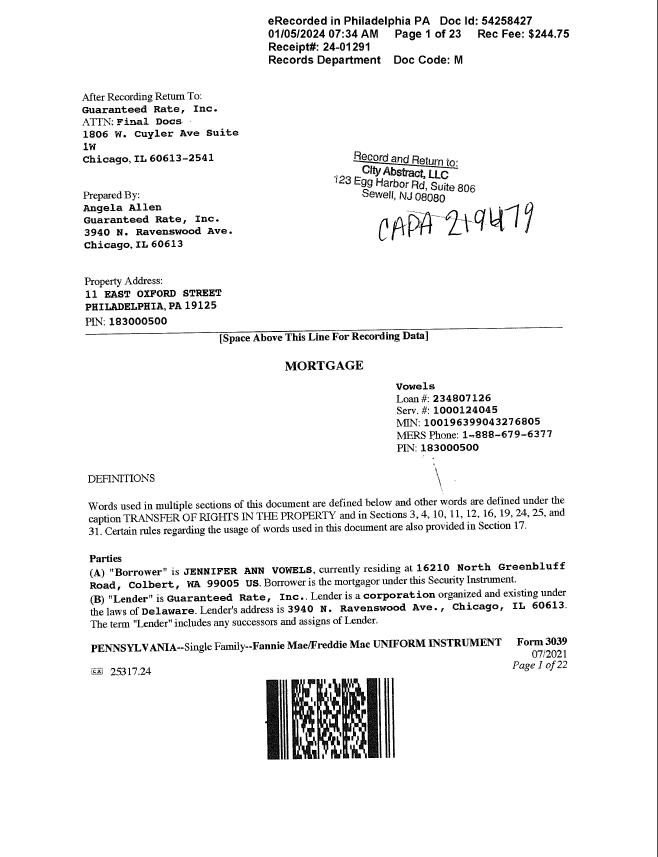 eRecorded in Philadelphia PA Doc Id: 54258427
01/05/2024 07:34 AM Page 1 of 23 Rec Fee: $244.75
Receipt#: 24-01291
Records Department Doc Code: M
After Recording Return To:
Guaranteed Rate, Inc.
ATTN: Final Docs
1806 W. Cuyler Ave Suite
1W
Chicago, IL 60613-2541
Record and Return to:
City Abstract, LLC
123 Egg Harbor Rd, Suite 806
Sewell, NJ 08080
CAPA 219479
Prepared By:
Angela Allen
Guaranteed Rate, Inc.
3940 N. Ravenswood Ave.
Chicago, IL 60613
Property Address:
11 EAST OXFORD STREET
PHILADELPHIA, PA 19125
PIN: 183000500
[Space Above This Line For Recording Data]
MORTGAGE
Vowels
Loan #: 234807126
Serv. #: 1000124045
MIN: 100196399043276805
MERS Phone: 1-888-679-6377
PIN: 183000500
DEFINITIONS
Words used in multiple sections of this document are defined below and other words are defined under the
caption TRANSFER OF RIGHTS IN THE PROPERTY and in Sections 3, 4, 10, 11, 12, 16, 19, 24, 25, and
31. Certain rules regarding the usage of words used in this document are also provided in Section 17.
Parties
(A) "Borrower" is JENNIFER ANN VOWELS, currently residing at 16210 North Greenbluff
Road, Colbert, WA 99005 US. Borrower is the mortgagor under this Security Instrument.
(B) "Lender" is Guaranteed Rate, Inc. Lender is a corporation organized and existing under
the laws of Delaware. Lender's address is 3940 N. Ravenswood Ave., Chicago, IL 60613.
The term "Lender" includes any successors and assigns of Lender.
PENNSYLVANIA--Single Family--Fannie Mae/Freddie Mac UNIFORM INSTRUMENT Form 3039
07/2021
25317.24 Page 1 of 22